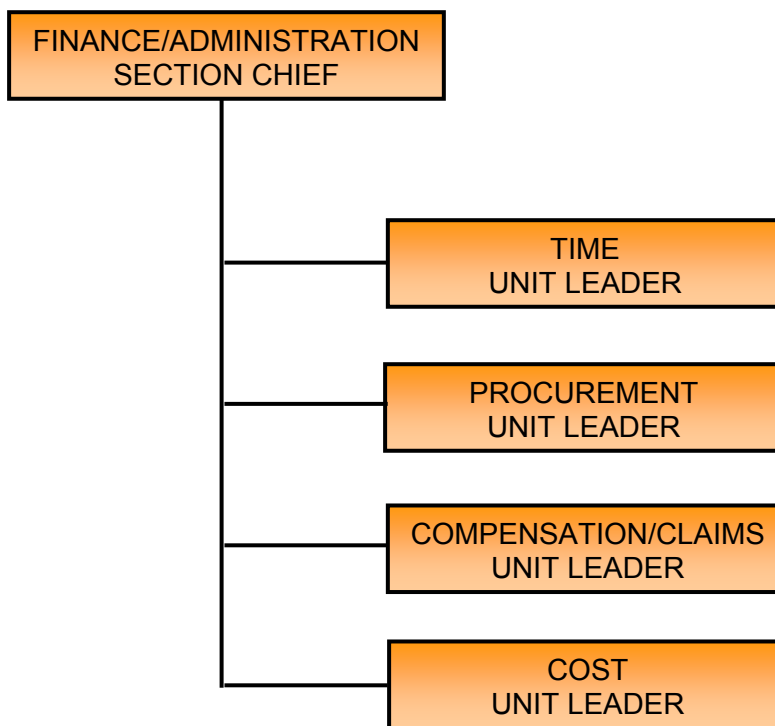 FINANCE/ADMINISTRATION
SECTION CHIEF
TIME
UNIT LEADER
PROCUREMENT
UNIT LEADER
COMPENSATION/CLAIMS
UNIT LEADER
COST
UNIT LEADER